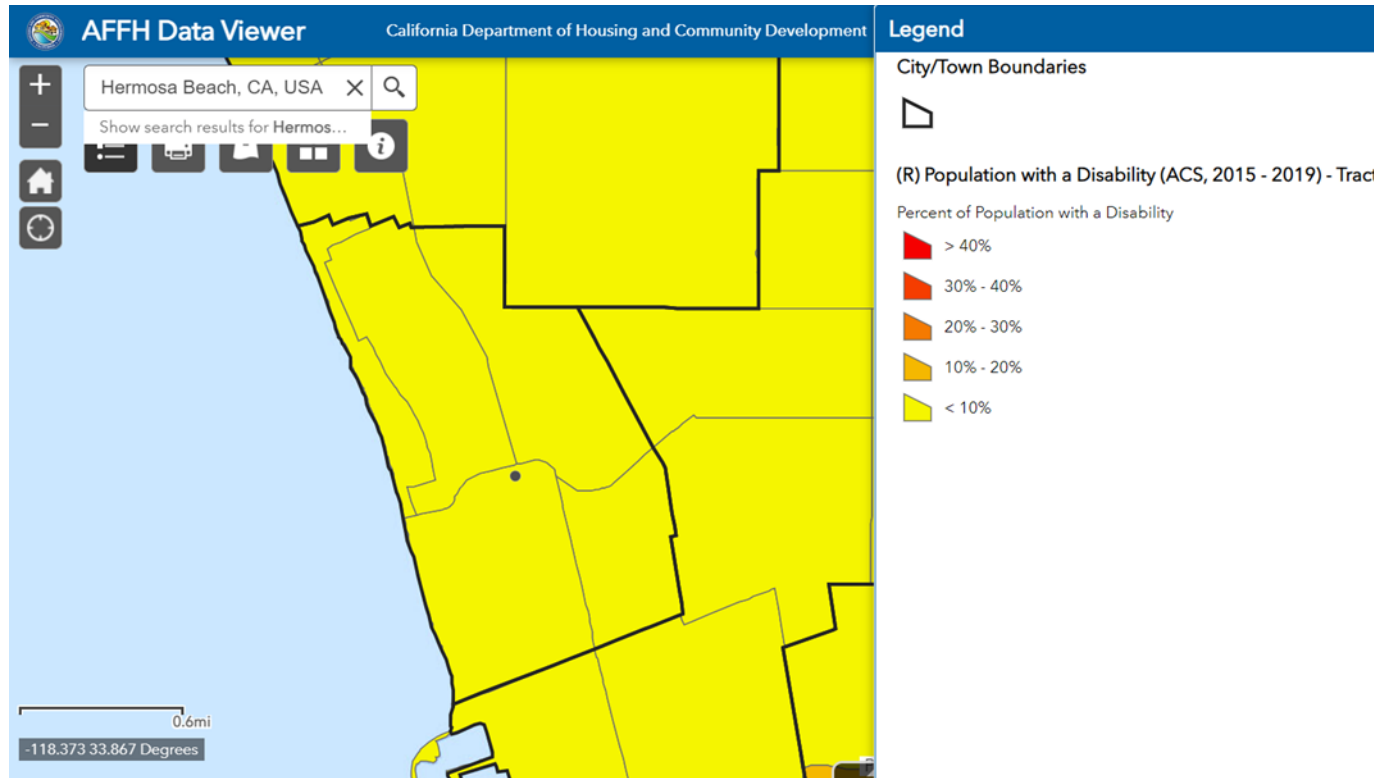 AFFH Data Viewer
California Department of Housing and Community Development
Hermosa Beach, CA, USA
Show search results for Hermos...
0.6mi
-118.373 33.867 Degrees
Legend
City/Town Boundaries
(R) Population with a Disability (ACS, 2015 - 2019) - Tract
Percent of Population with a Disability
> 40%
30% - 40%
20% - 30%
10% - 20%
< 10%